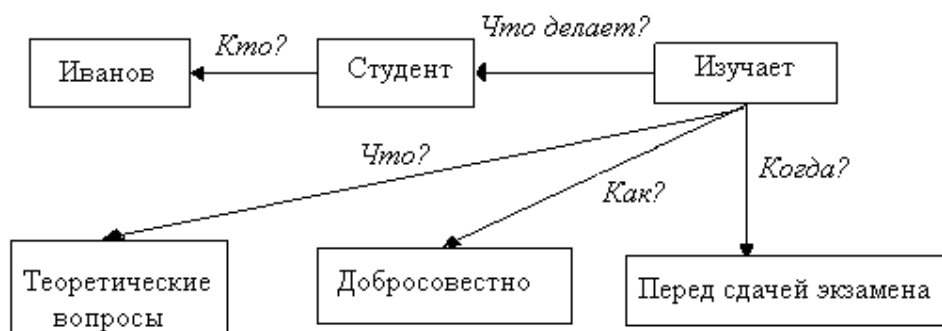 Что делает?
Кто?
Иванов
Студент
Изучает
Что?
Как?
Когда?
Теоретические
вопросы
Добросовестно
Перед сдачей экзамена